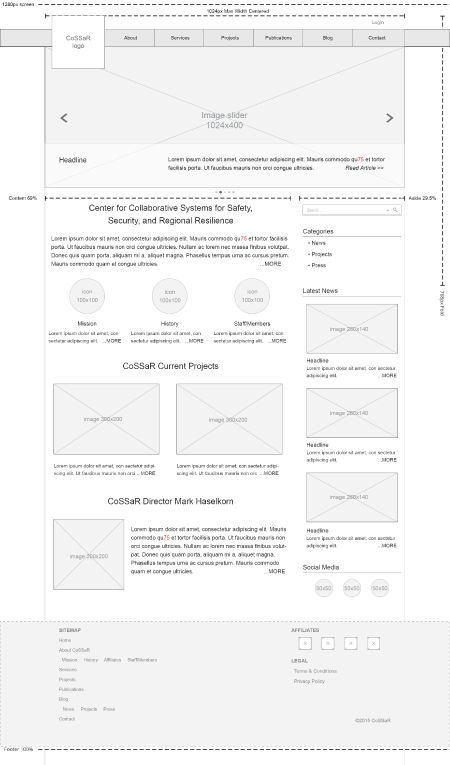 1280px screen
1024px Max Width Centered
Login
CoSSaR
logo
About
Services
Projects
Publications
Blog
Contact
Image slider
1024x400
Headline
Lorem ipsum dolor sit amet, consectetur adipiscing elit. Mauris commodo qu75 et tortor
facilisis porta. Ut faucibus mauris orci congue ultricies.
Read Article >>
Content 69%
Aside 29.5%
768px Fold
Center for Collaborative Systems for Safety,
Security, and Regional Resilience
Lorem ipsum dolor sit amet, consectetur adipiscing elit. Mauris commodo qu75 et tortor facilisis
porta. Ut faucibus mauris orci congue ultricies. Nullam ac lorem nec massa finibus volutpat.
Donec quis quam porta, aliquam mi a, aliquet magna. Phasellus tempus urna ac cursus pretium.
Mauris commodo quam et congue ultricies. ...MORE
icon
100x100
icon
100x100
icon
100x100
Mission
History
Staff/Members
Lorem ipsum dolor sit amet, con
sectetur adipiscing elit. ...MORE
Lorem ipsum dolor sit amet, con
sectetur adipiscing elit. ...MORE
Lorem ipsum dolor sit amet, con
sectetur adipiscing elit. ...MORE
CoSSaR Current Projects
image 300x200
image 300x200
Lorem ipsum dolor sit amet, con sectetur adipi-
scing elit. Ut faucibus mauris non orci ... MORE
Lorem ipsum dolor sit amet, con sectetur adipi-
scing elit. Ut faucibus mauris non orc ... MORE
CoSSaR Director Mark Haselkorn
image 200x200
Lorem ipsum dolor sit amet, consectetur adipiscing elit. Mauris
commodo qu75 et tortor facilisis porta. Ut faucibus mauris non
orci congue ultricies. Nullam ac lorem nec massa finibus volut-
pat. Donec quis quam porta, aliquam mi a, aliquet magna.
Phasellus tempus urna ac cursus pretium. Mauris commodo
quam et congue ultricies. ...MORE
Search
Categories
• News
• Projects
• Press
Latest News
image 280x140
Headline
Lorem ipsum dolor sit amet, con sectetur
adipiscing elit. ...MORE
image 280x140
Headline
Lorem ipsum dolor sit amet, con sectetur
adipiscing elit. ...MORE
image 280x140
Headline
Lorem ipsum dolor sit amet, con sectetur
adipiscing elit. ...MORE
Social Media
50x50
50x50
50x50
SITEMAP
Home
About CoSSaR
Mission History Affiliates Staff/Members
Services
Projects
Publications
Blog
News Projects Press
Contact
AFFILIATES
LEGAL
Terms & Conditions
Privacy Policy
©2015 CoSSaR
Footer 100%